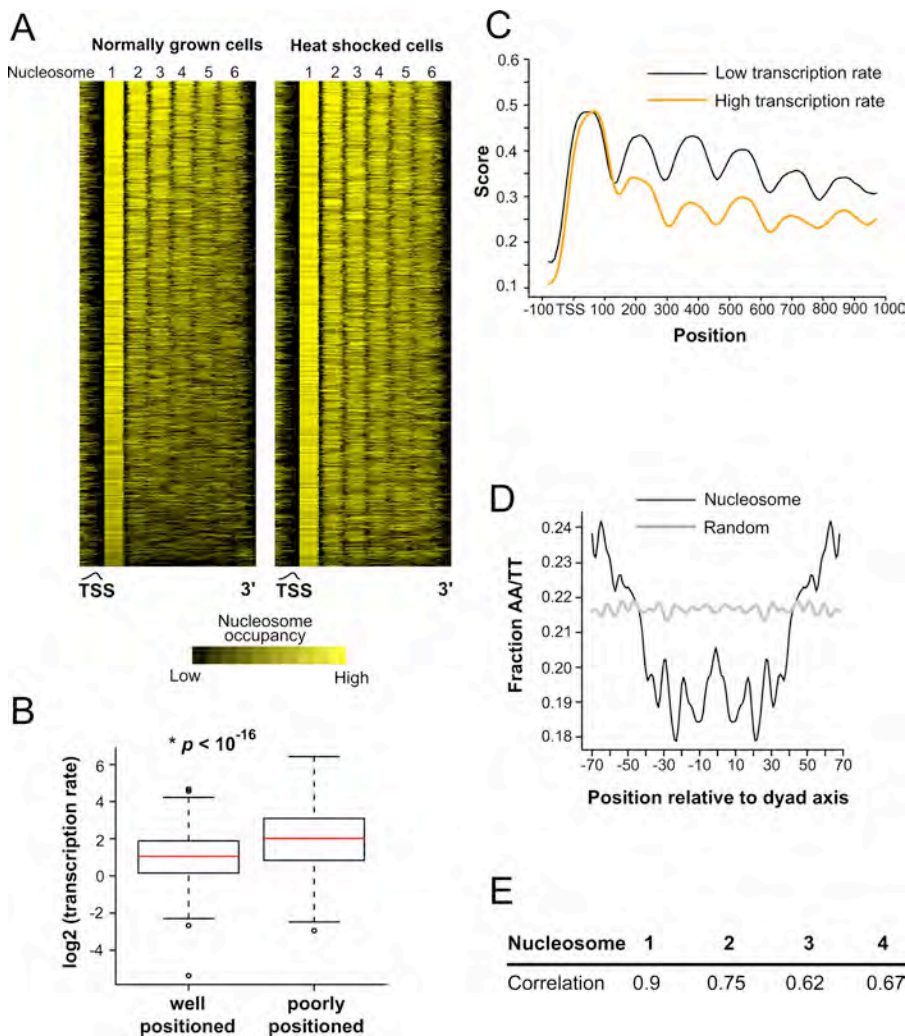 A
Normally grown cells
Heat shocked cells
Nucleosome 1 2 3 4 5 6
1 2 3 4 5 6
TSS 3'
TSS 3'
Nucleosome
occupancy
Low High
B
* p < 10^-16
log2 (transcription rate)
6
4
2
0
-2
-4
well
positioned
poorly
positioned
C
Low transcription rate
High transcription rate
Score
0.6
0.5
0.4
0.3
0.2
0.1
-100 TSS 100 200 300 400 500 600 700 800 900 1000
Position
D
Nucleosome
Random
Fraction AA/TT
0.24
0.23
0.22
0.21
0.20
0.19
0.18
-70 -50 -30 -10 10 30 50 70
Position relative to dyad axis
E
Nucleosome 1 2 3 4
Correlation 0.9 0.75 0.62 0.67